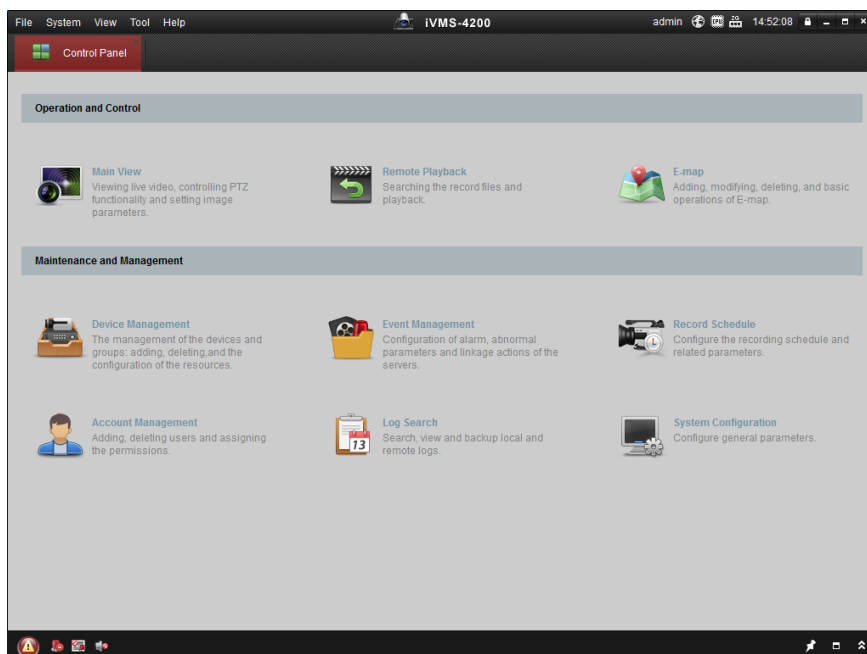 File System View Tool Help
iVMS-4200
admin 14:52:08
Control Panel
Operation and Control
Main View
Viewing live video, controlling PTZ
functionality and setting image
parameters.
Remote Playback
Searching the record files and
playback.
E-map
Adding, modifying, deleting, and basic
operations of E-map.
Maintenance and Management
Device Management
The management of the devices and
groups: adding, deleting,and the
configuration of the resources.
Event Management
Configuration of alarm, abnormal
parameters and linkage actions of the
servers.
Record Schedule
Configure the recording schedule and
related parameters.
Account Management
Adding, deleting users and assigning
the permissions.
13
Log Search
Search, view and backup local and
remote logs.
System Configuration
Configure general parameters.